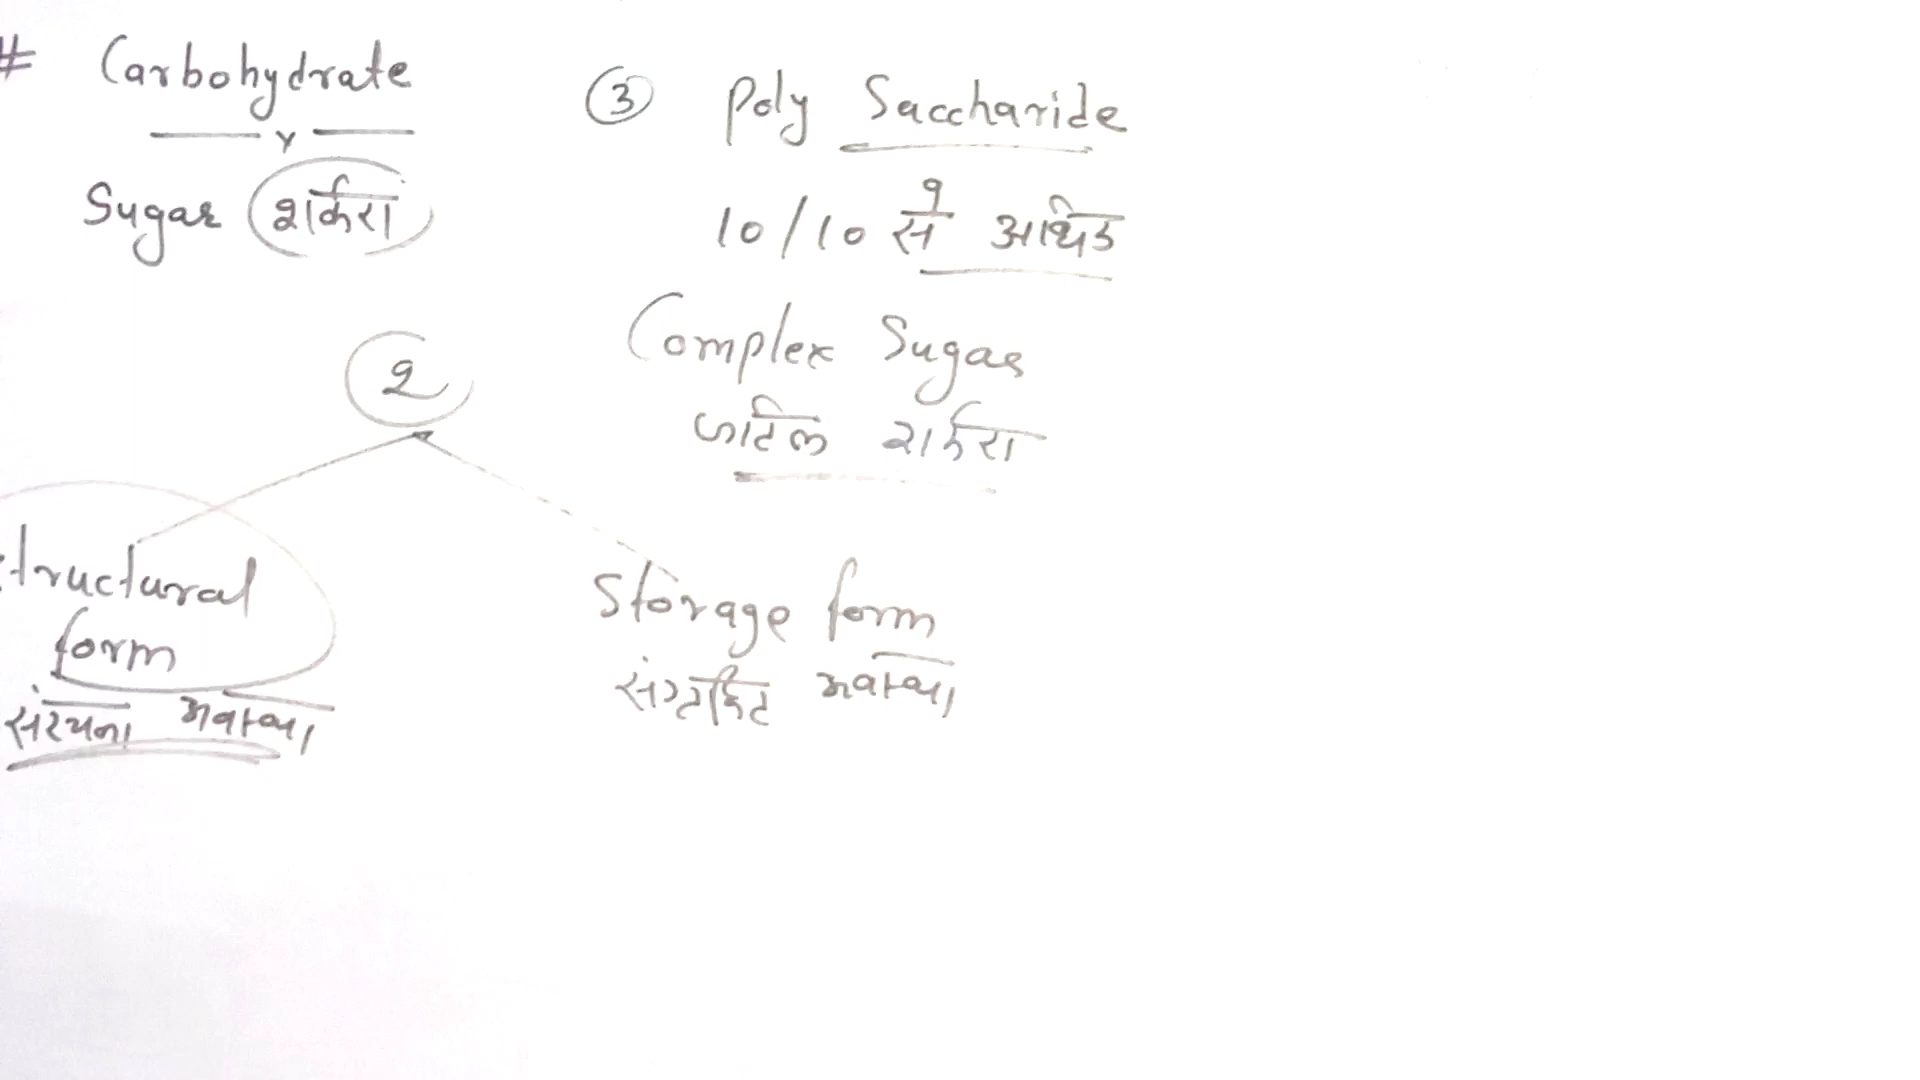 # Carbohydrate
Sugar शर्करा
③ Poly Saccharide
10/10 से अधिक
Complex Sugar
जटिल शर्करा
2
Structural
form
संरचना अवस्था
Storage form
संग्रहित अवस्था